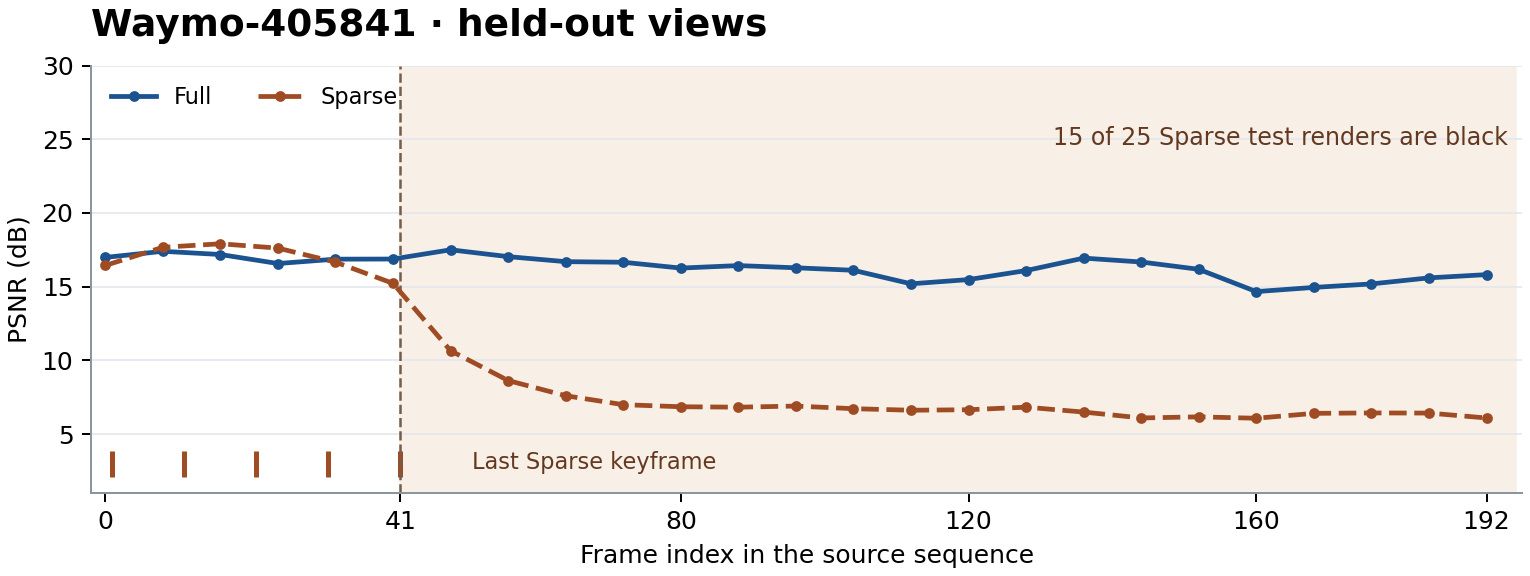 Waymo-405841 · held-out views
30
25
20
15
10
5
PSNR (dB)
Full
Sparse
15 of 25 Sparse test renders are black
Last Sparse keyframe
0
41
80
120
160
192
Frame index in the source sequence